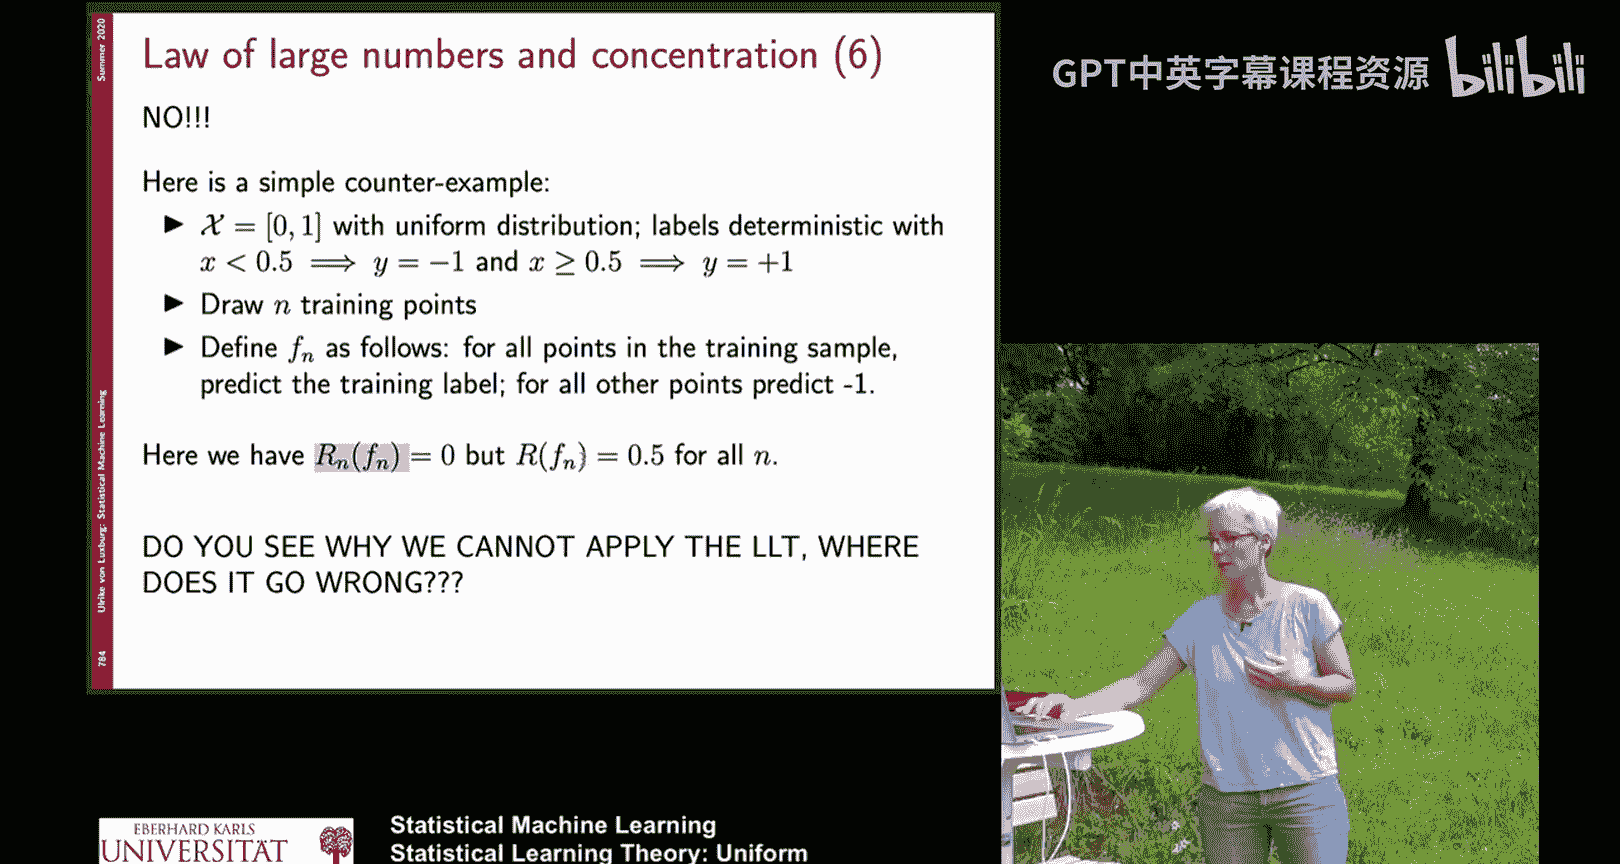 Law of large numbers and concentration (6)
NO!!!
Here is a simple counter-example:
▶ 𝒳 = [0, 1] with uniform distribution; labels deterministic with
x < 0.5 ⟹ y = −1 and x ≥ 0.5 ⟹ y = +1
▶ Draw n training points
▶ Define fₙ as follows: for all points in the training sample,
predict the training label; for all other points predict -1.
Here we have Rₙ(fₙ) = 0 but R(fₙ) = 0.5 for all n.
DO YOU SEE WHY WE CANNOT APPLY THE LLT, WHERE
DOES IT GO WRONG???
Summer 2020
Ulrike von Luxburg: Statistical Machine Learning
784
GPT中英字幕课程资源
bilibili
EBERHARD KARLS
UNIVERSITÄT
Statistical Machine Learning
Statistical Learning Theory: Uniform